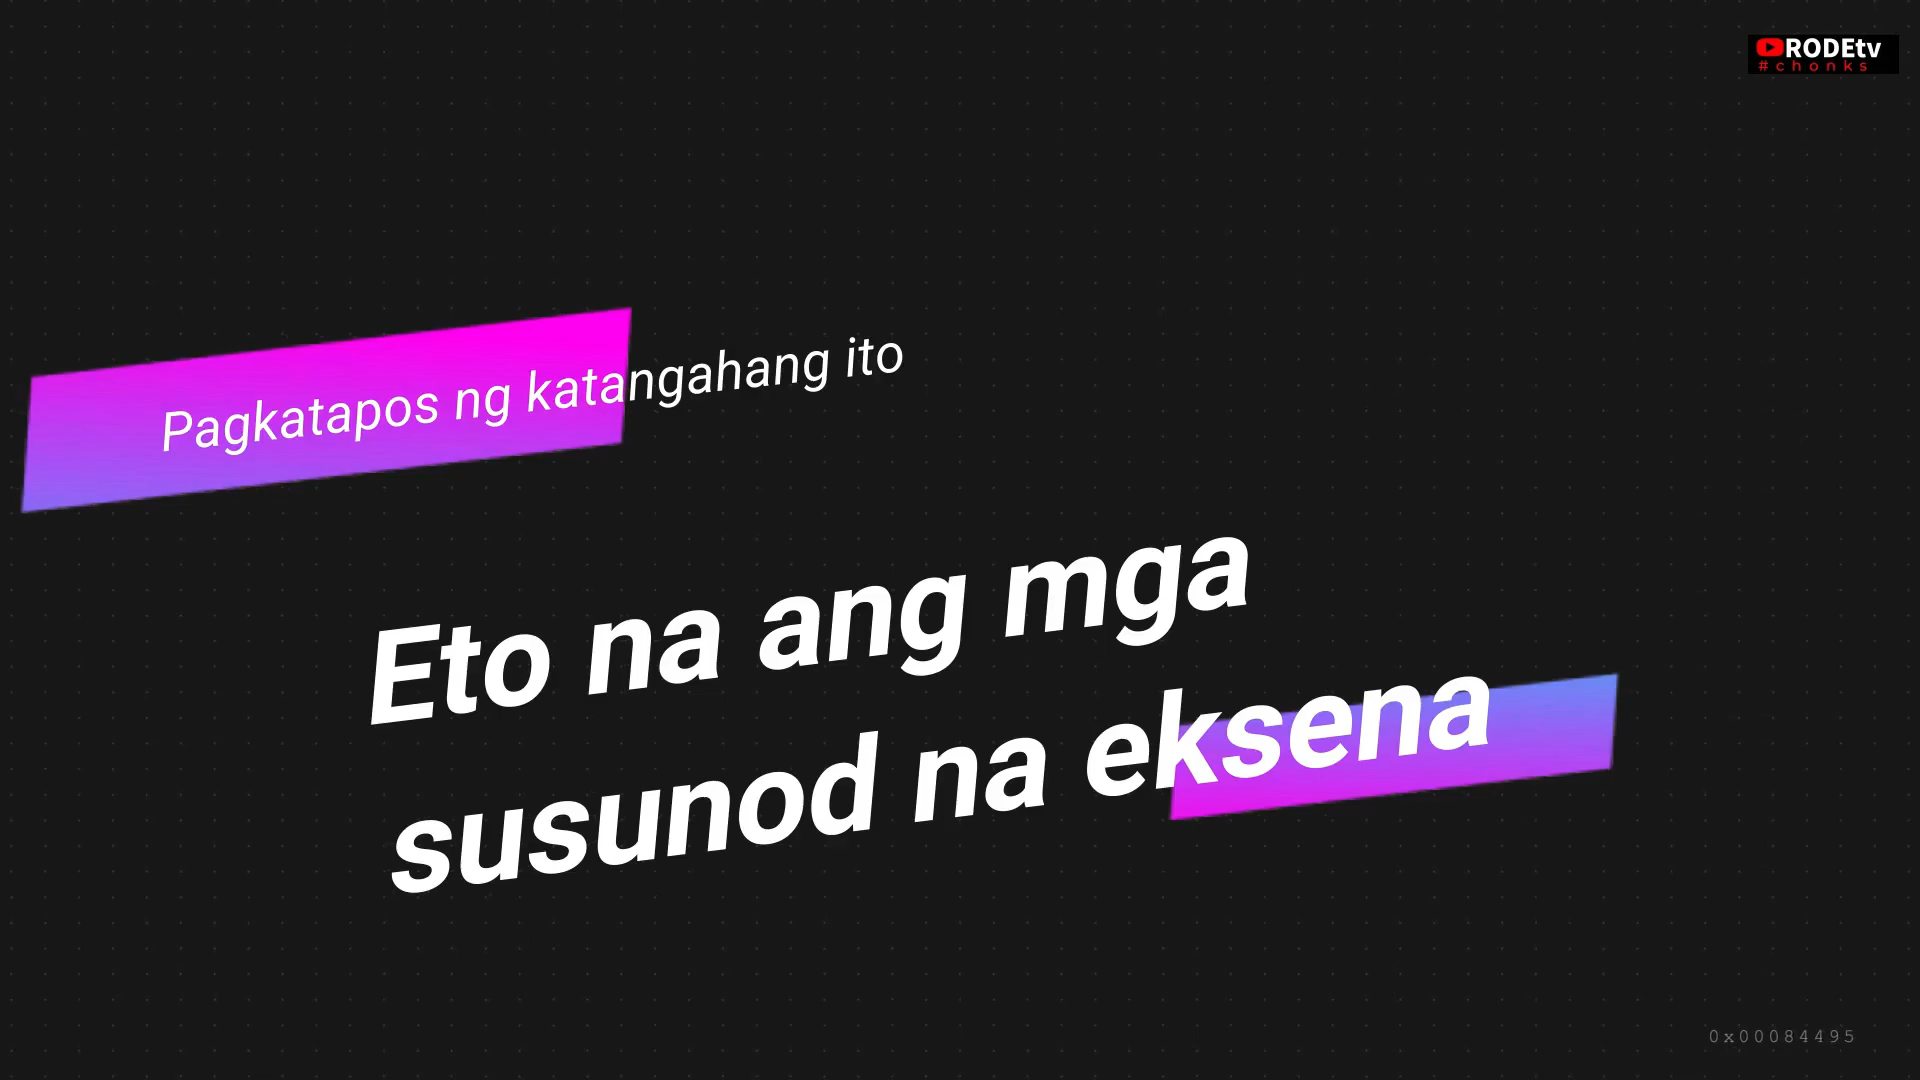 RODEtv
#chonks
Pagkatapos ng katangahang ito
Eto na ang mga
susunod na eksena
0x00084495